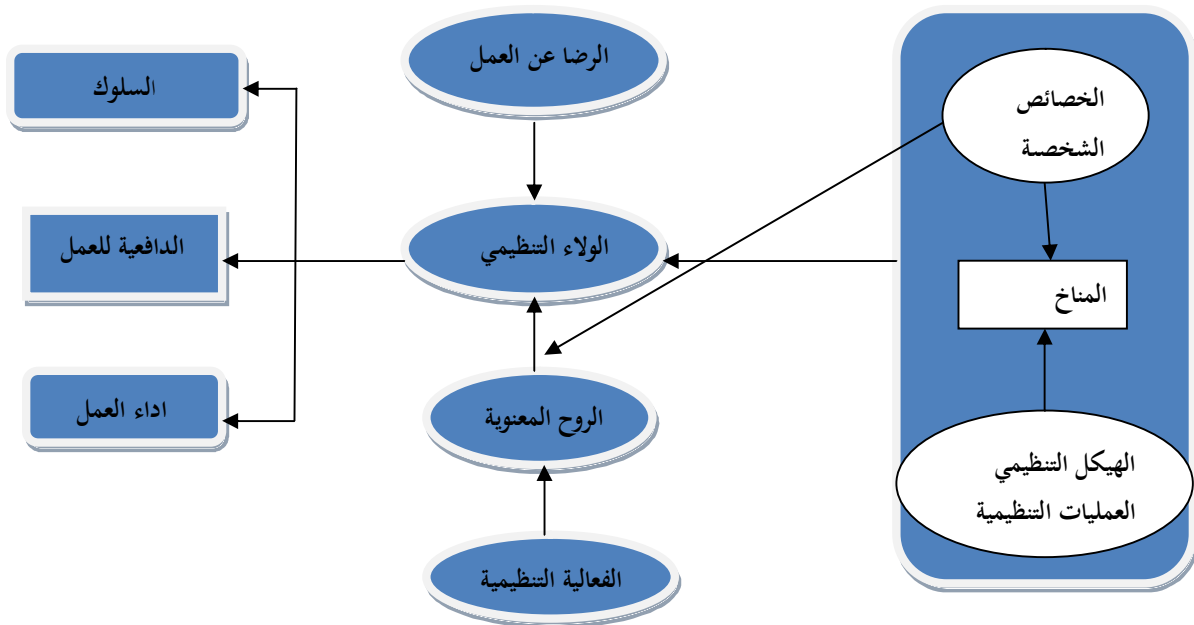 الخصائص
الشخصية
المناخ
الهيكل التنظيمي
العمليات التنظيمية
الرضا عن العمل
الولاء التنظيمي
الروح المعنوية
الفعالية التنظيمية
السلوك
الدافعية للعمل
اداء العمل